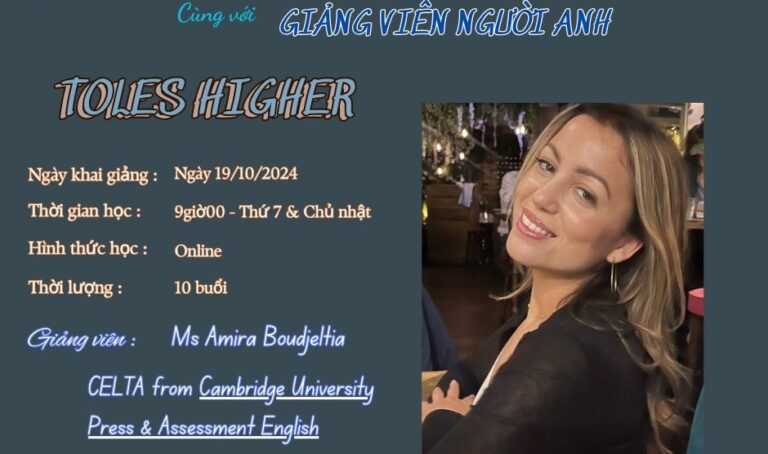 Cùng với GIẢNG VIÊN NGƯỜI ANH
TOLES HIGHER
Ngày khai giảng : Ngày 19/10/2024
Thời gian học : 9giờ00 - Thứ 7 & Chủ nhật
Hình thức học : Online
Thời lượng : 10 buổi
Giảng viên : Ms Amira Boudjeltia
CELTA from Cambridge University
Press & Assessment English